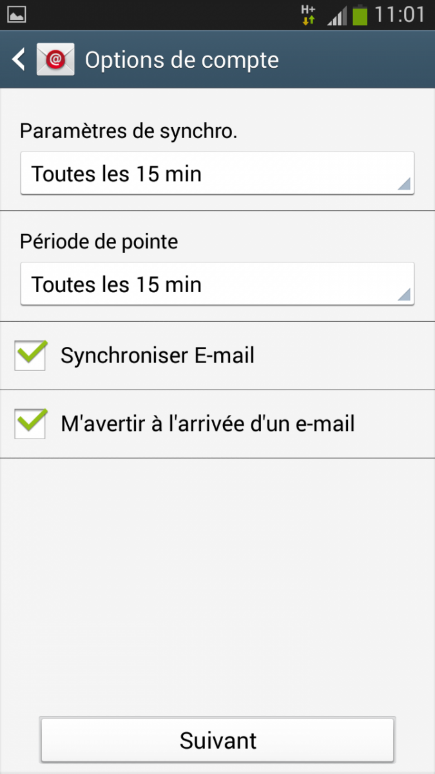 H+ 11:01
Options de compte
Paramètres de synchro.
Toutes les 15 min
Période de pointe
Toutes les 15 min
Synchroniser E-mail
M'avertir à l'arrivée d'un e-mail
Suivant